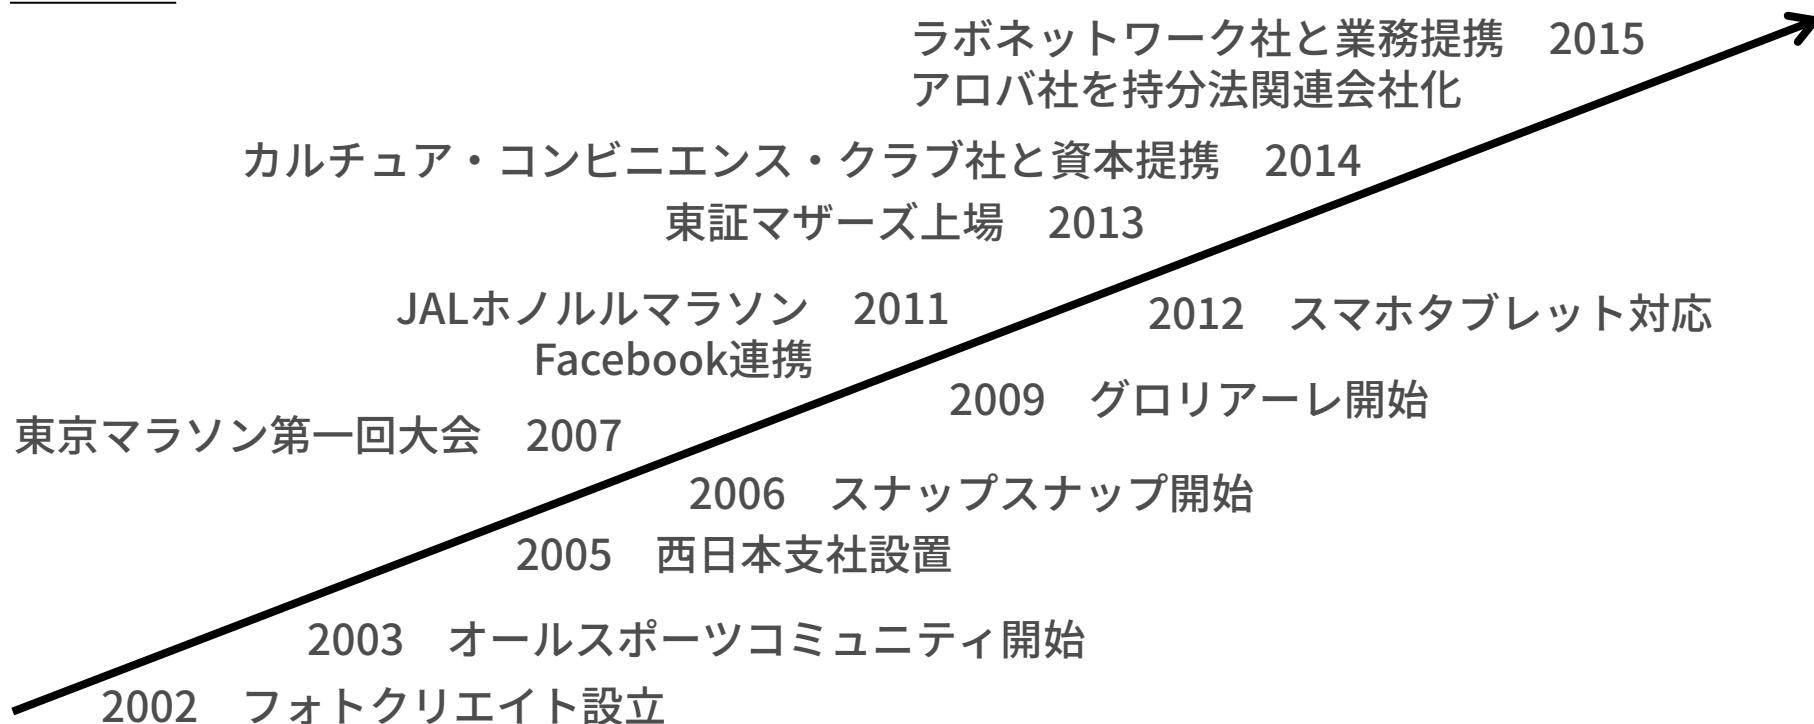 ラボネットワーク社と業務提携　2015
アロバ社を持分法関連会社化
カルチュア・コンビニエンス・クラブ社と資本提携　2014
東証マザーズ上場　2013
JALホノルルマラソン　2011
Facebook連携
2012　スマホタブレット対応
2009　グロリアーレ開始
東京マラソン第一回大会　2007
2006　スナップスナップ開始
2005　西日本支社設置
2003　オールスポーツコミュニティ開始
2002　フォトクリエイト設立